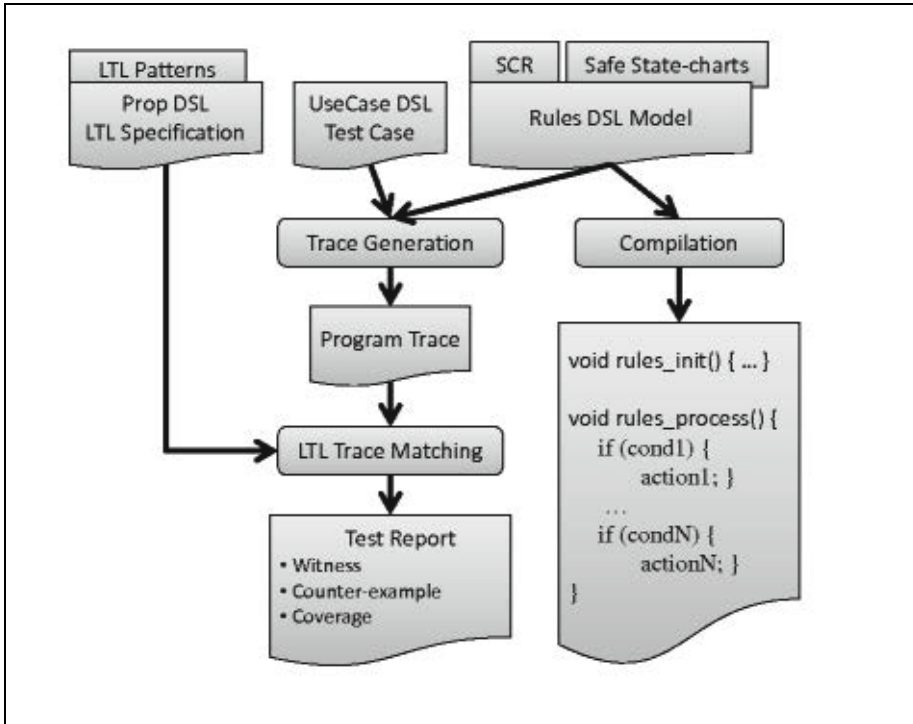 LTL Patterns
Prop DSL
LTL Specification
UseCase DSL
Test Case
SCR
Safe State-charts
Rules DSL Model
Trace Generation
Compilation
Program Trace
LTL Trace Matching
Test Report
• Witness
• Counter-example
• Coverage
void rules_init() { ... }
void rules_process() {
if (cond1) {
action1; }
...
if (condN) {
actionN; }
}